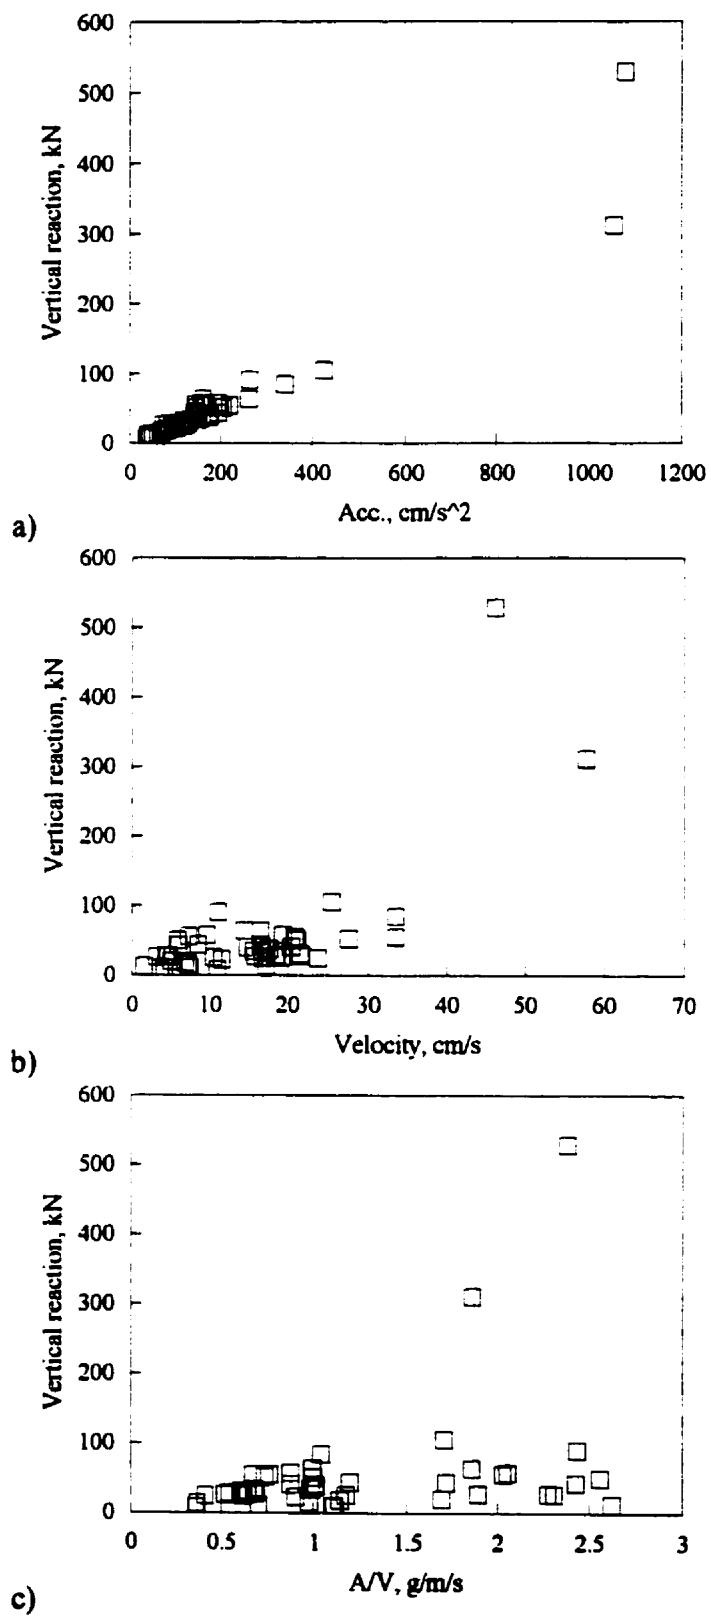 600
500
400
300
200
100
0
Vertical reaction, kN
0 200 400 600 800 1000 1200
Acc., cm/s^2
a)
600
500
400
300
200
100
0
Vertical reaction, kN
0 10 20 30 40 50 60 70
Velocity, cm/s
b)
600
500
400
300
200
100
0
Vertical reaction, kN
0 0.5 1 1.5 2 2.5 3
A/V, g/m/s
c)